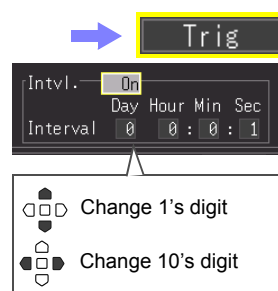 Trig
Intvl. On
Day Hour Min Sec
Interval 0 0 : 0 : 1
Change 1's digit
Change 10's digit